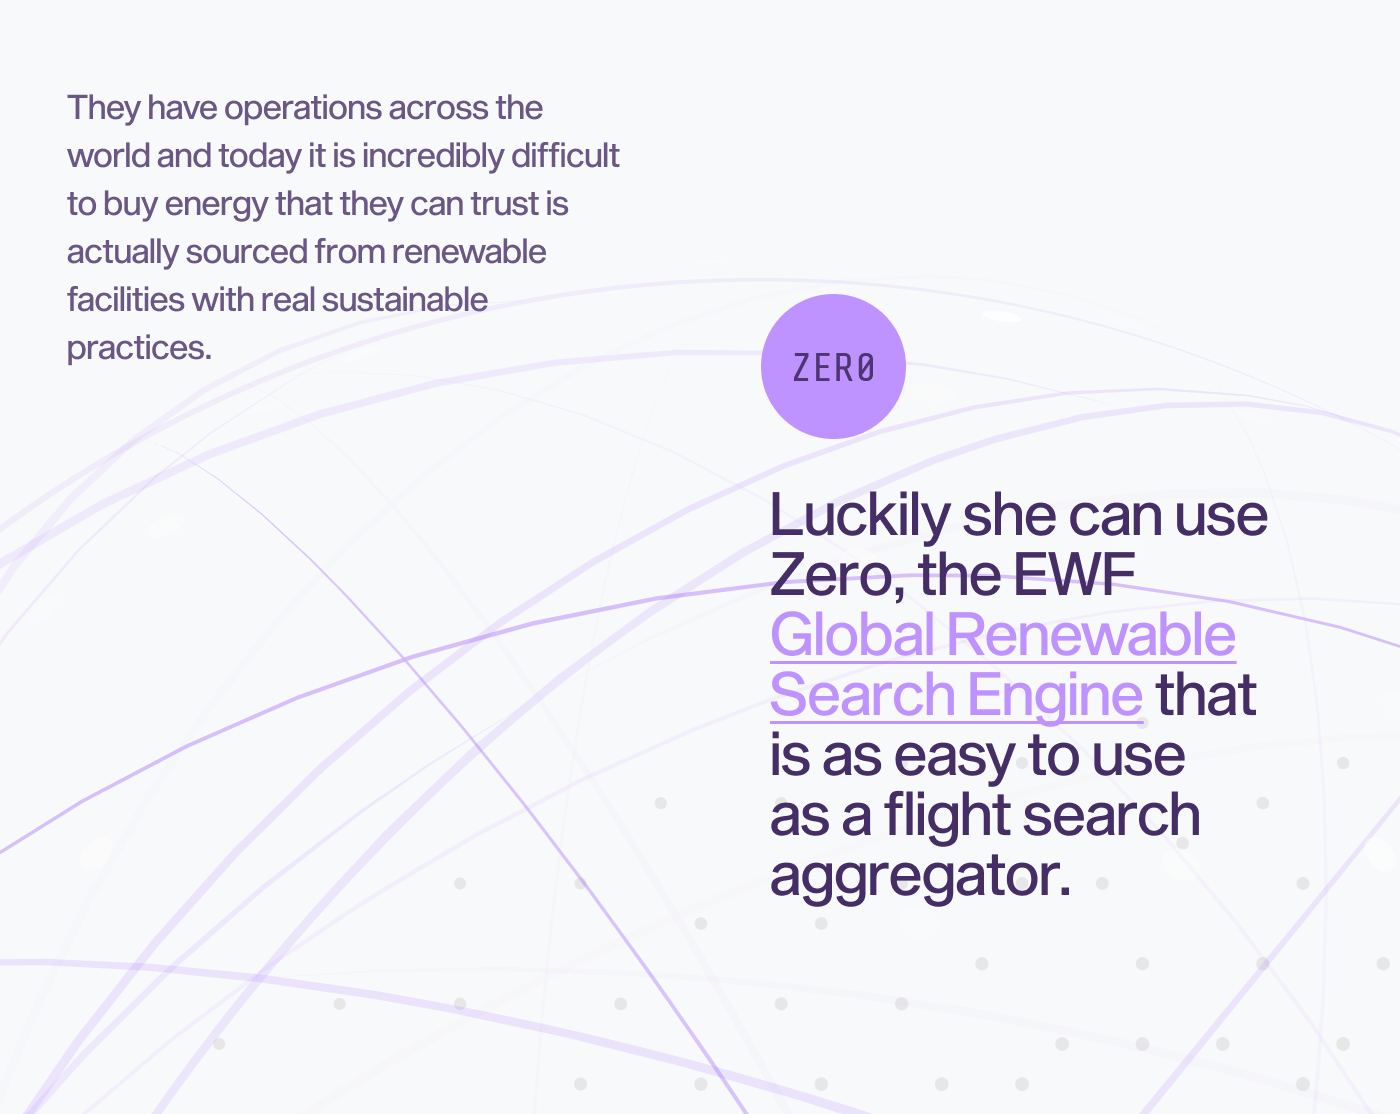 They have operations across the
world and today it is incredibly difficult
to buy energy that they can trust is
actually sourced from renewable
facilities with real sustainable
practices.
ZERO
Luckily she can use
Zero, the EWF
Global Renewable
Search Engine that
is as easy to use
as a flight search
aggregator.